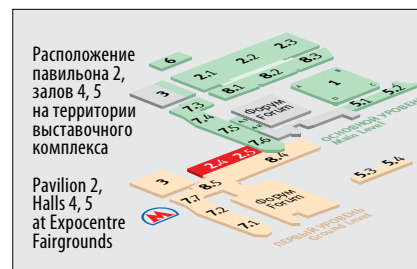 Расположение
павильона 2,
залов 4, 5
на территории
выставочного
комплекса
Pavilion 2,
Halls 4, 5
at Expocentre
Fairgrounds
6
2.1
2.2
2.3
3
8.1
8.2
8.3
7.3
7.4
7.5
7.6
Форум
Forum
1
5.1
5.2
ОСНОВНОЙ УРОВЕНЬ
Main Level
2.4
2.5
8.4
3
8.5
7.7
7.2
7.1
Форум
Forum
5.3
5.4
ПЕРВЫЙ УРОВЕНЬ
Ground Level
М